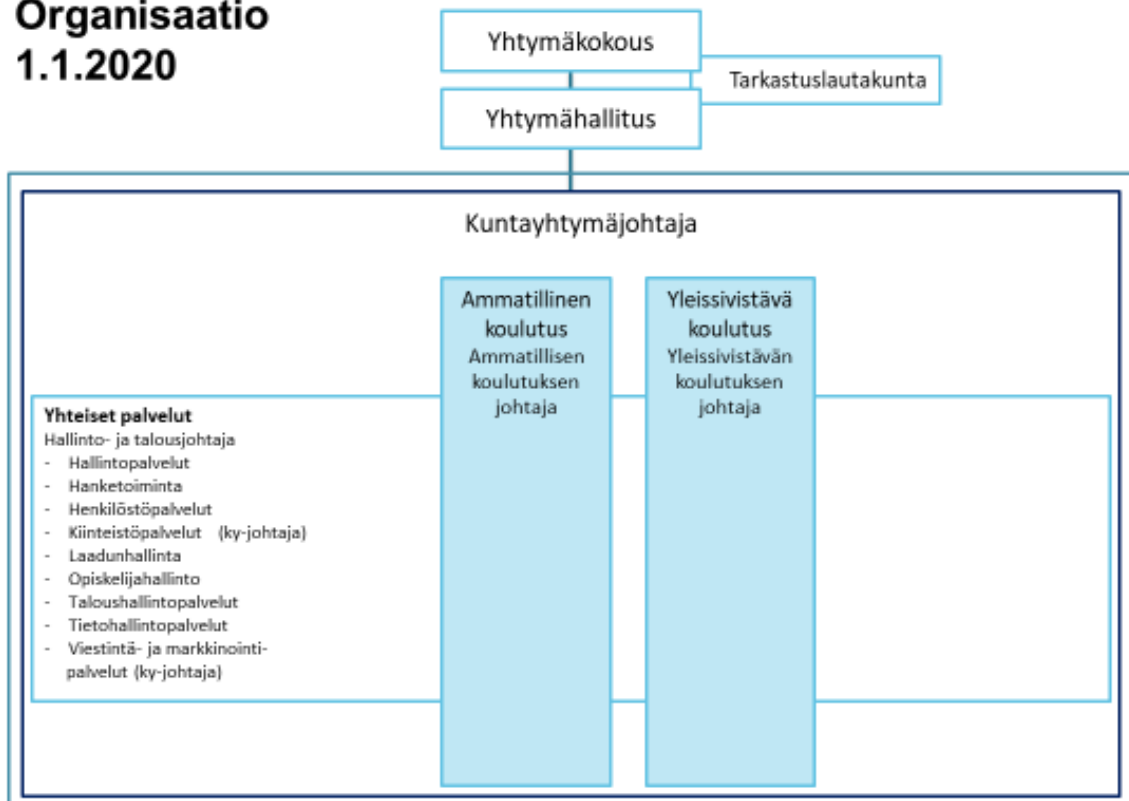 Organisaatio
1.1.2020
Yhtymäkokous
Tarkastuslautakunta
Yhtymähallitus
Kuntayhtymäjohtaja
Ammatillinen
koulutus
Ammatillisen
koulutuksen
johtaja
Yleissivistävä
koulutus
Yleissivistävän
koulutuksen
johtaja
Yhteiset palvelut
Hallinto- ja talousjohtaja
- Hallintopalvelut
- Hanketoiminta
- Henkilöstöpalvelut
- Kiinteistöpalvelut (ky-johtaja)
- Laadunhallinta
- Opiskelijahallinto
- Taloushallintopalvelut
- Tietohallintopalvelut
- Viestintä- ja markkinointi-
palvelut (ky-johtaja)